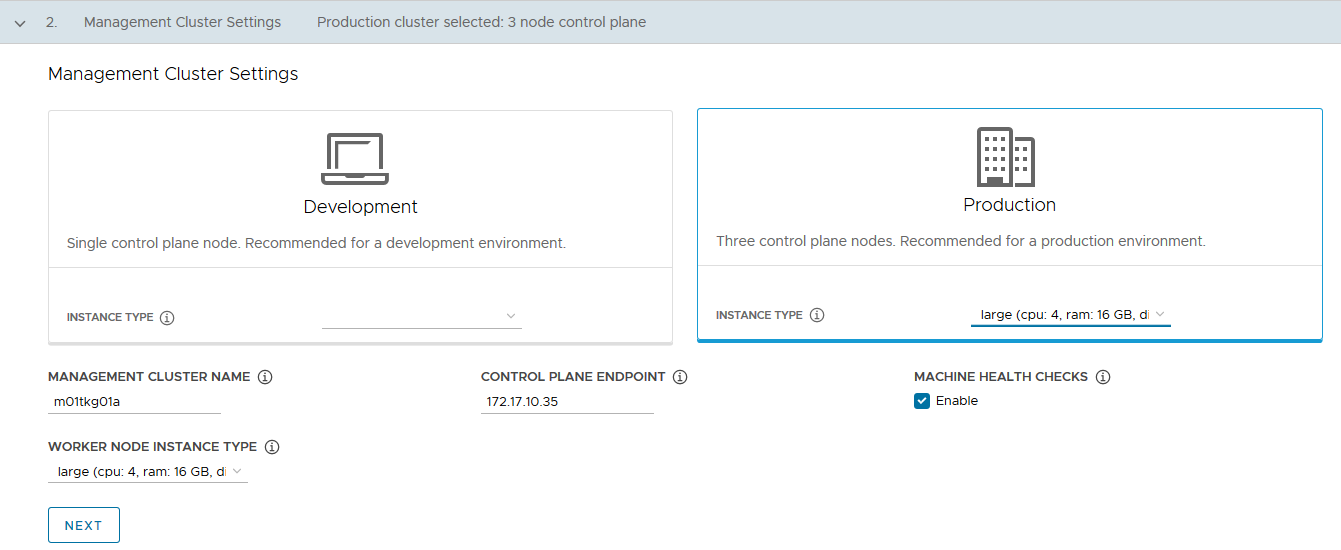 2. Management Cluster Settings Production cluster selected: 3 node control plane
Management Cluster Settings
Development
Single control plane node. Recommended for a development environment.
INSTANCE TYPE
Production
Three control plane nodes. Recommended for a production environment.
INSTANCE TYPE large (cpu: 4, ram: 16 GB, di
MANAGEMENT CLUSTER NAME
m01tkg01a
CONTROL PLANE ENDPOINT
172.17.10.35
MACHINE HEALTH CHECKS
Enable
WORKER NODE INSTANCE TYPE
large (cpu: 4, ram: 16 GB, di
NEXT